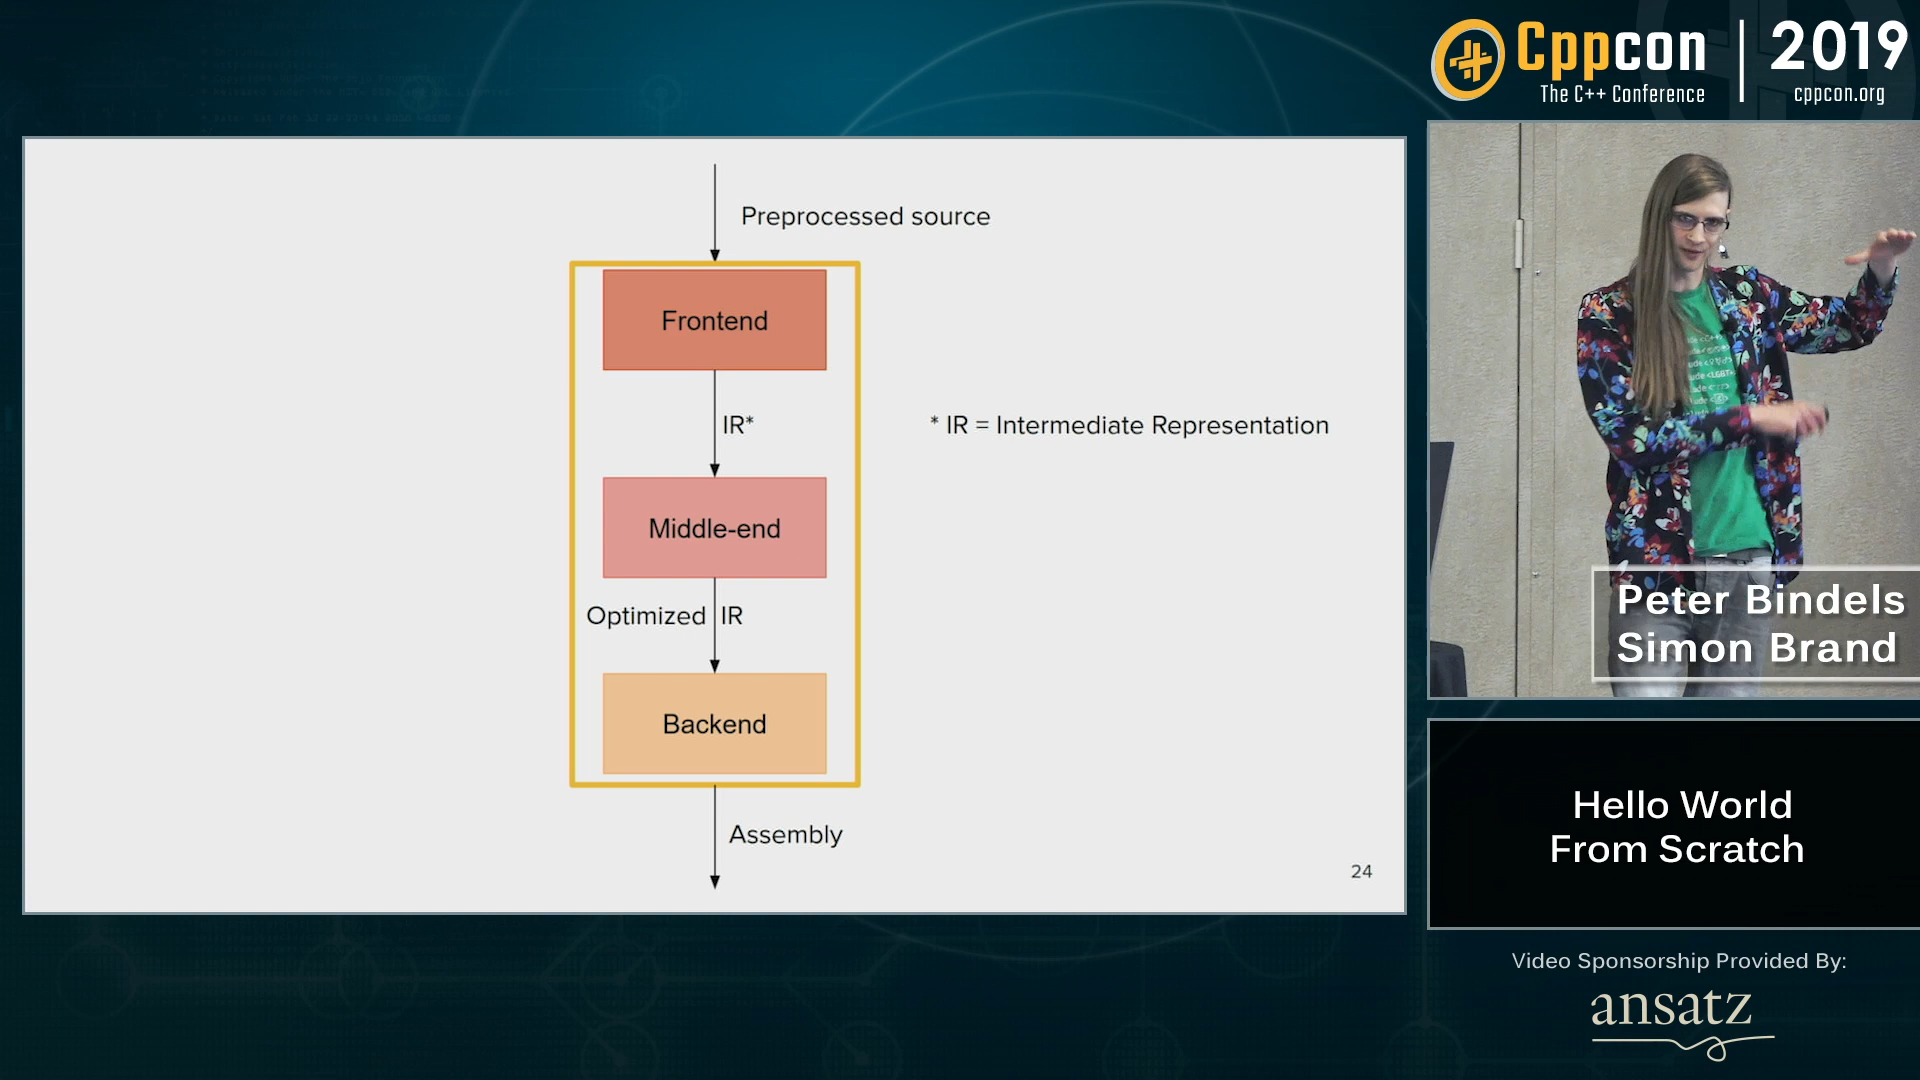 Cppcon
The C++ Conference
2019
cppcon.org
Preprocessed source
Frontend
IR*
* IR = Intermediate Representation
Middle-end
Optimized IR
Backend
Assembly
24
Peter Bindels
Simon Brand
Hello World
From Scratch
Video Sponsorship Provided By:
ansatz